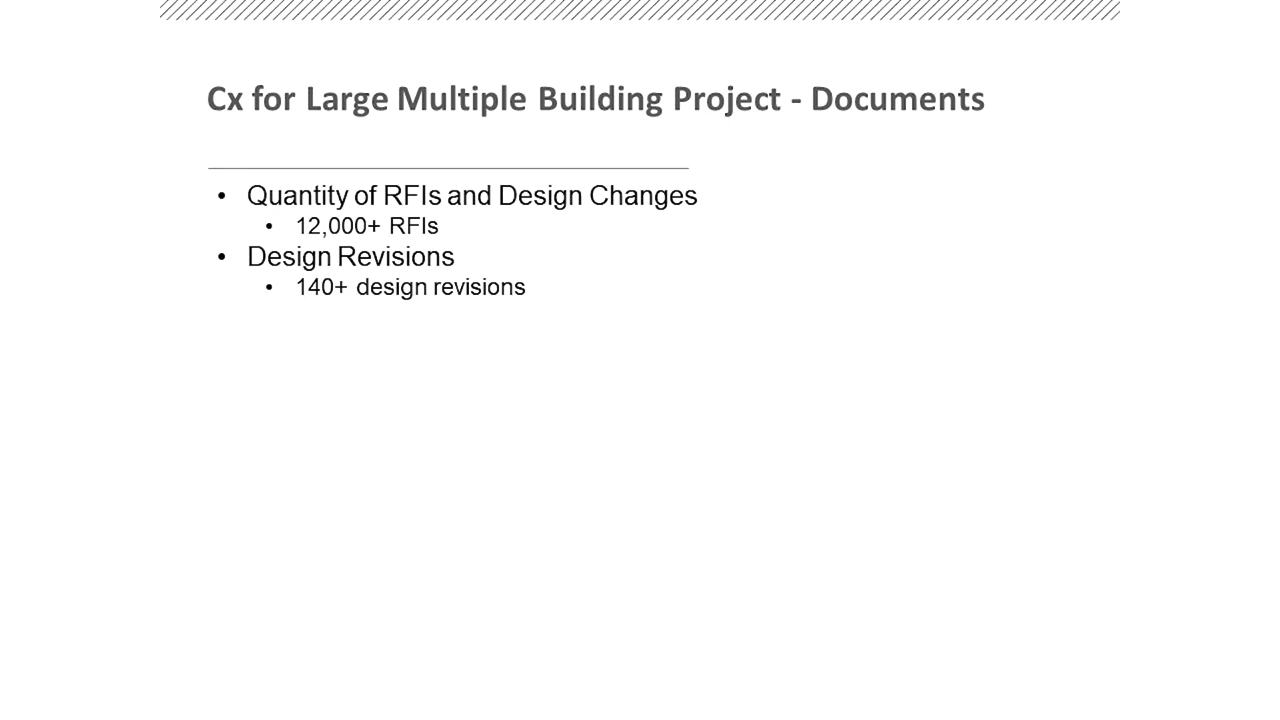 Cx for Large Multiple Building Project - Documents
• Quantity of RFIs and Design Changes
• 12,000+ RFIs
• Design Revisions
• 140+ design revisions